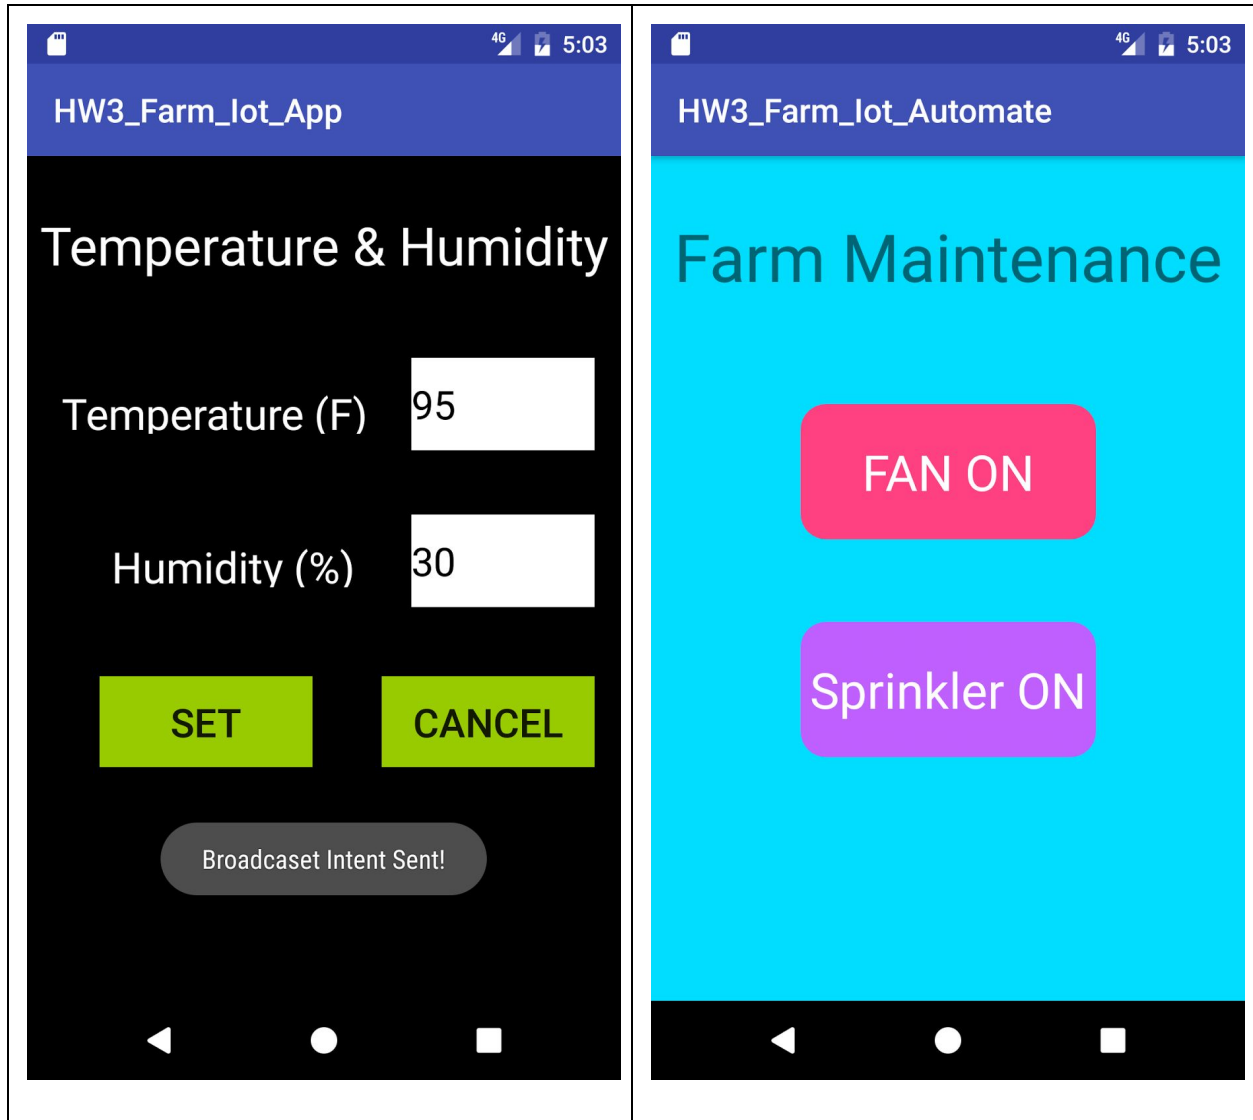 4G 5:03
HW3_Farm_Iot_App
Temperature & Humidity
Temperature (F) 95
Humidity (%) 30
SET CANCEL
Broadcaset Intent Sent!
4G 5:03
HW3_Farm_Iot_Automate
Farm Maintenance
FAN ON
Sprinkler ON